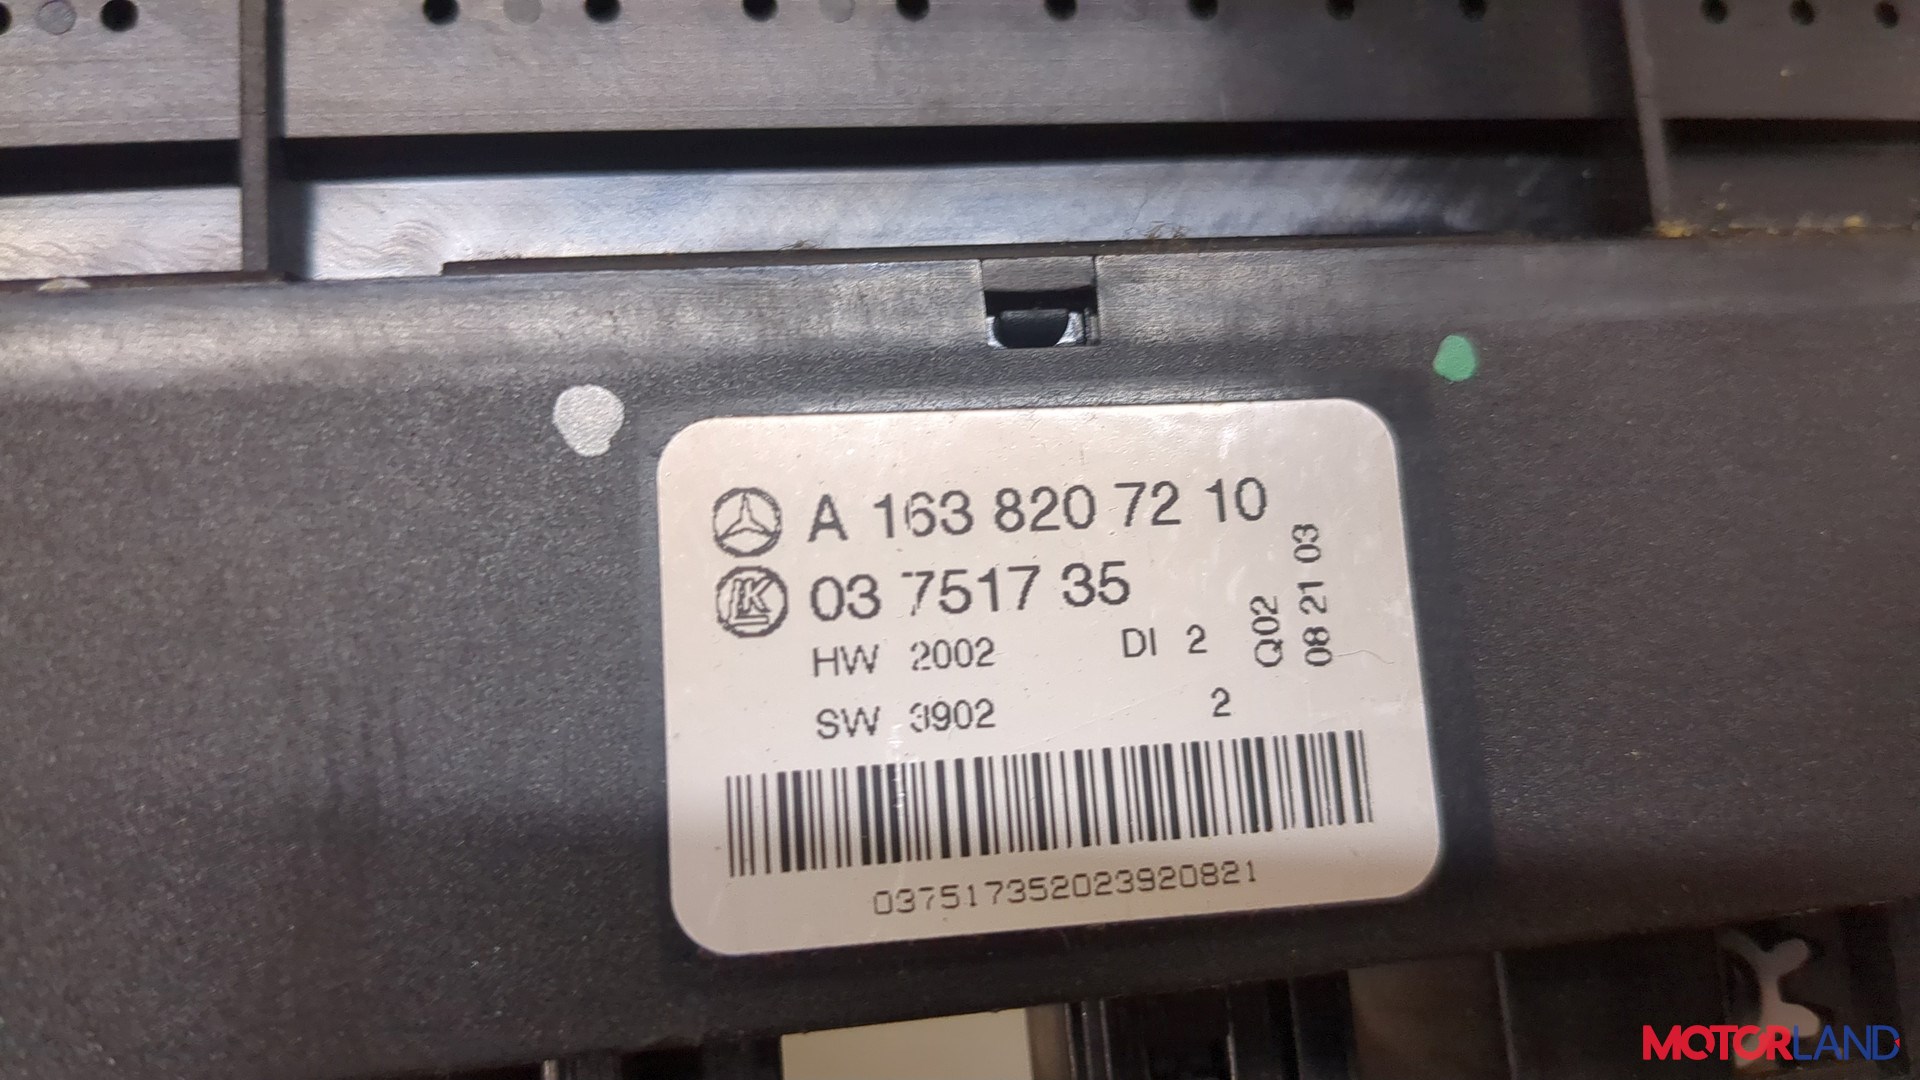 A 163 820 72 10
LK 03 7517 35
HW 2002 DI 2
SW 3902 2
Q02
08 21 03
037517352023920821
MOTORLAND